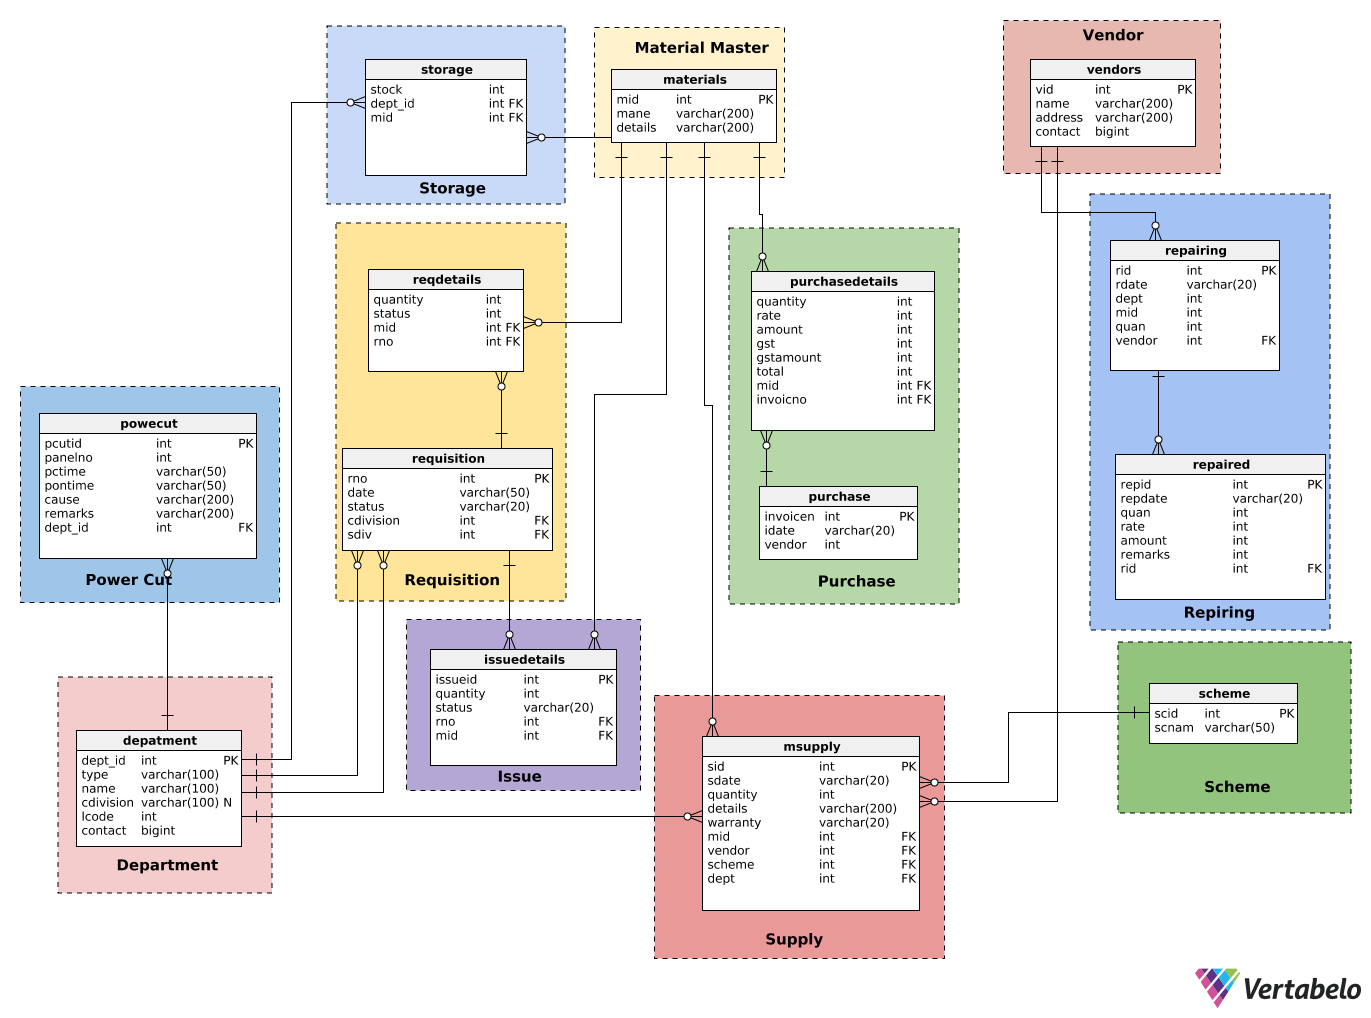 storage
stock int
dept_id int FK
mid int FK
Storage
Material Master
materials
mid int PK
mane varchar(200)
details varchar(200)
Vendor
vendors
vid int PK
name varchar(200)
address varchar(200)
contact bigint
reqdetails
quantity int
status int
mid int FK
rno int FK
requisition
rno int PK
date varchar(50)
status varchar(20)
cdivision int FK
sdiv int FK
Requisition
purchasedetails
quantity int
rate int
amount int
gst int
gstamount int
total int
mid int FK
invoicno int FK
purchase
invoicen int PK
idate varchar(20)
vendor int
Purchase
repairing
rid int PK
rdate varchar(20)
dept int
mid int
quan int
vendor int FK
repaired
repid int PK
repdate varchar(20)
quan int
rate int
amount int
remarks int
rid int FK
Repiring
powecut
pcutid int PK
panelno int
pctime varchar(50)
pontime varchar(50)
cause varchar(200)
remarks varchar(200)
dept_id int FK
Power Cut
issuedetails
issueid int PK
quantity int
status varchar(20)
rno int FK
mid int FK
Issue
depatment
dept_id int PK
type varchar(100)
name varchar(100)
cdivision varchar(100) N
lcode int
contact bigint
Department
msupply
sid int PK
sdate varchar(20)
quantity int
details varchar(200)
warranty varchar(20)
mid int FK
vendor int FK
scheme int FK
dept int FK
Supply
scheme
scid int PK
scnam varchar(50)
Scheme
Vertabelo